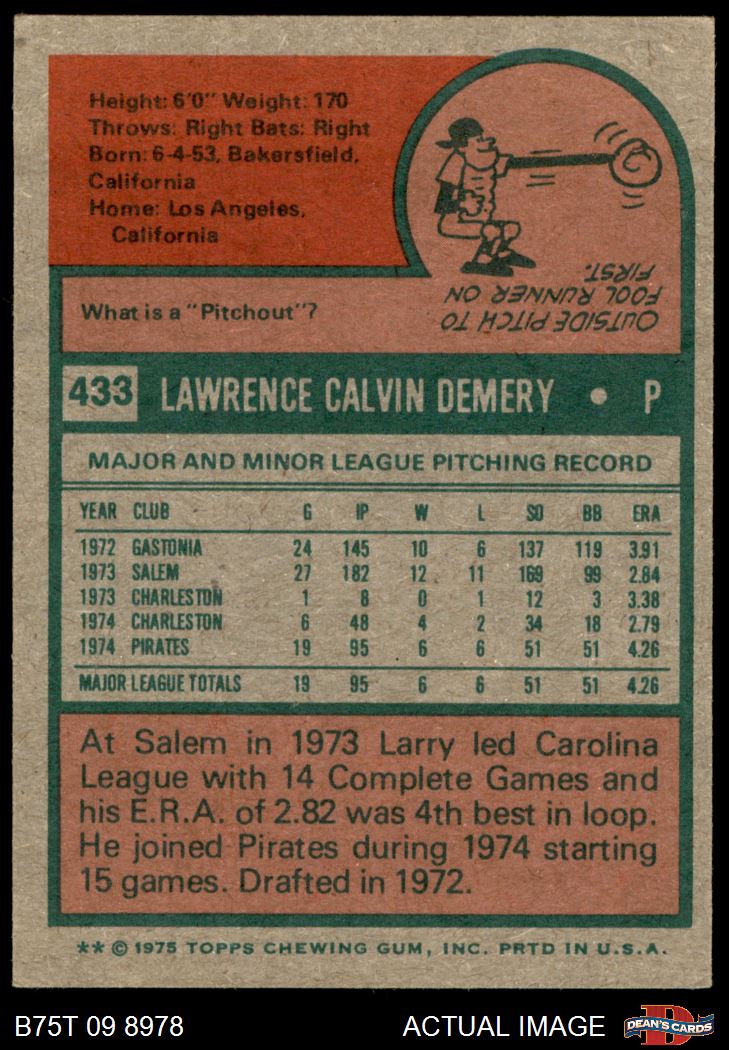 Height: 6'0" Weight: 170
Throws: Right Bats: Right
Born: 6-4-53, Bakersfield,
California
Home: Los Angeles,
California
What is a "Pitchout"?
OUTSIDE PITCH TO
FOOL RUNNER ON
FIRST.
433 LAWRENCE CALVIN DEMERY • P
MAJOR AND MINOR LEAGUE PITCHING RECORD
YEAR CLUB G IP W L SO BB ERA
1972 GASTONIA 24 145 10 6 137 119 3.91
1973 SALEM 27 182 12 11 169 99 2.84
1973 CHARLESTON 1 8 0 1 12 3 3.38
1974 CHARLESTON 6 48 4 2 34 18 2.79
1974 PIRATES 19 95 6 6 51 51 4.26
MAJOR LEAGUE TOTALS 19 95 6 6 51 51 4.26
At Salem in 1973 Larry led Carolina
League with 14 Complete Games and
his E.R.A. of 2.82 was 4th best in loop.
He joined Pirates during 1974 starting
15 games. Drafted in 1972.
** © 1975 TOPPS CHEWING GUM, INC. PRTD IN U.S.A.
B75T 09 8978 ACTUAL IMAGE DEAN'S CARDS